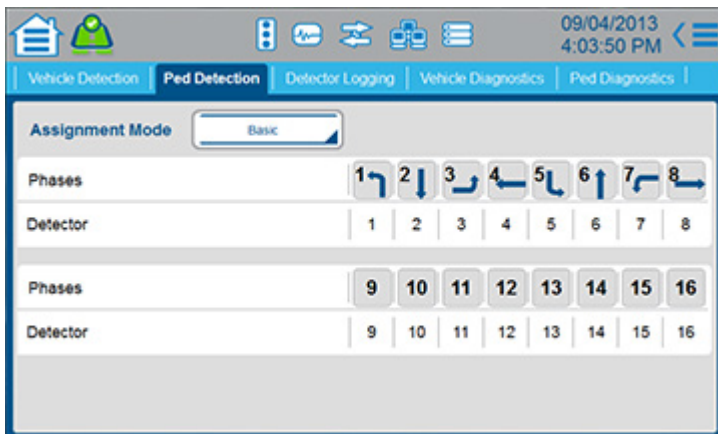 09/04/2013
4:03:50 PM
Vehicle Detection Ped Detection Detector Logging Vehicle Diagnostics Ped Diagnostics
Assignment Mode Basic
Phases 1 2 3 4 5 6 7 8
Detector 1 2 3 4 5 6 7 8
Phases 9 10 11 12 13 14 15 16
Detector 9 10 11 12 13 14 15 16